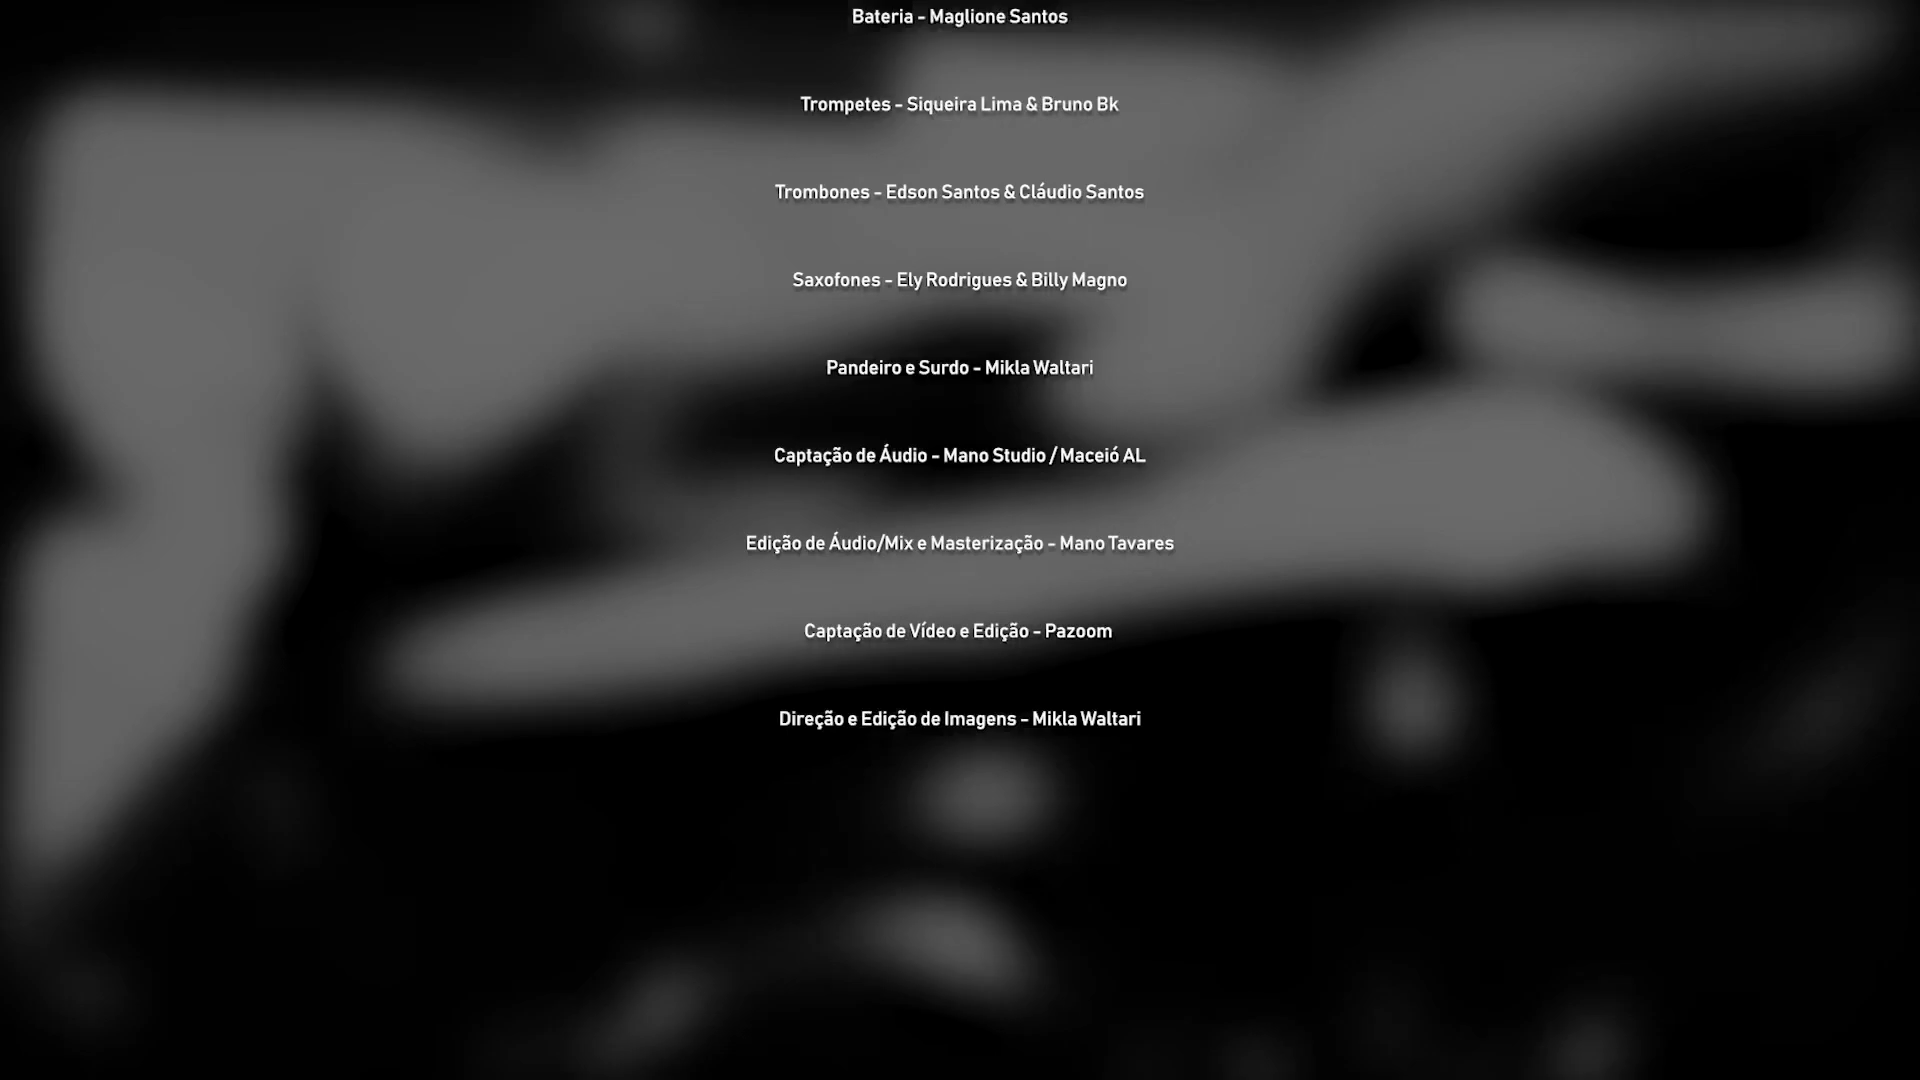 Bateria - Maglione Santos
Trompetes - Siqueira Lima & Bruno Bk
Trombones - Edson Santos & Cláudio Santos
Saxofones - Ely Rodrigues & Billy Magno
Pandeiro e Surdo - Mikla Waltari
Captação de Áudio - Mano Studio / Maceió AL
Edição de Áudio/Mix e Masterização - Mano Tavares
Captação de Vídeo e Edição - Pazoom
Direção e Edição de Imagens - Mikla Waltari